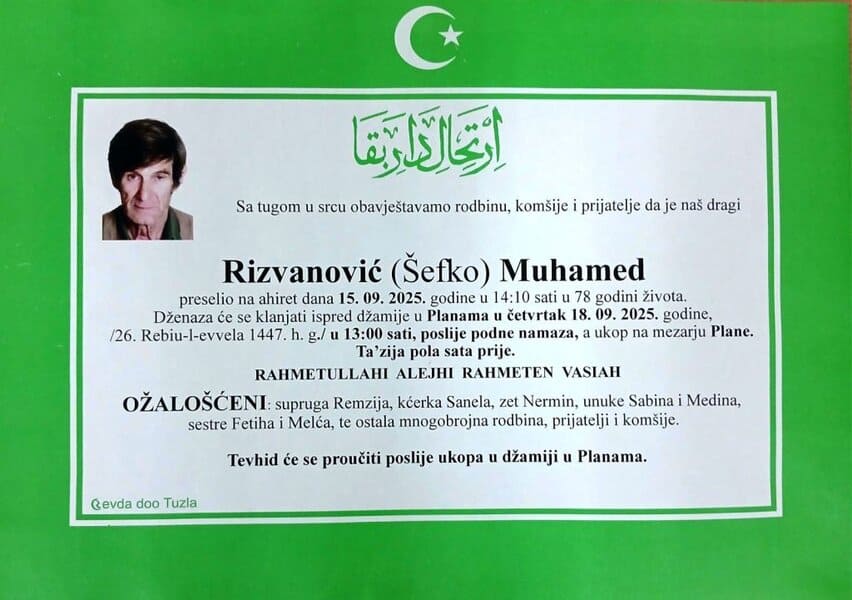 اِرْتِحَالِ دَارِ بَقَا
Sa tugom u srcu obavještavamo rodbinu, komšije i prijatelje da je naš dragi
Rizvanović (Šefko) Muhamed
preselio na ahiret dana 15. 09. 2025. godine u 14:10 sati u 78 godini života.
Dženaza će se klanjati ispred džamije u Planama u četvrtak 18. 09. 2025. godine,
/26. Rebiu-l-evvela 1447. h. g./ u 13:00 sati, poslije podne namaza, a ukop na mezarju Plane.
Ta’zija pola sata prije.
RAHMETULLAHI ALEJHI RAHMETEN VASIAH
OŽALOŠĆENI: supruga Remzija, kćerka Sanela, zet Nermin, unuke Sabina i Medina,
sestre Fetiha i Melća, te ostala mnogobrojna rodbina, prijatelji i komšije.
Tevhid će se proučiti poslije ukopa u džamiji u Planama.
Cevda doo Tuzla